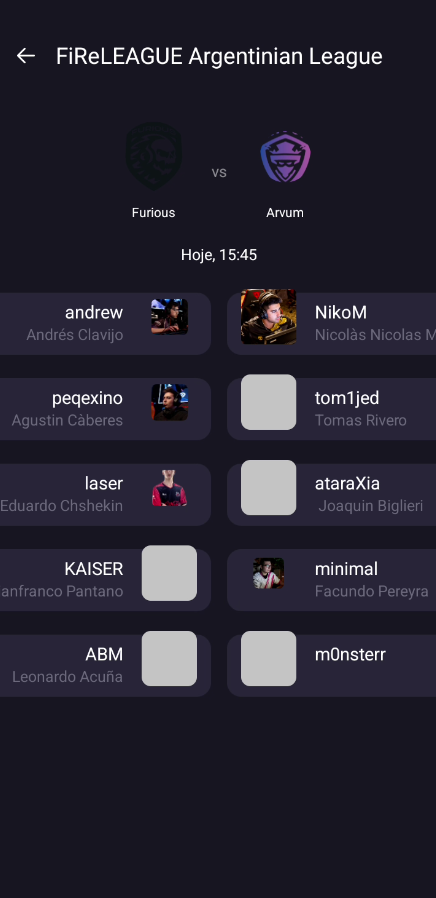 FiReLEAGUE Argentinian League
vs
Furious
Arvum
Hoje, 15:45
andrew
Andrés Clavijo
NikoM
Nicolàs Nicolas M
peqexino
Agustin Càberes
tom1jed
Tomas Rivero
laser
Eduardo Chshekin
ataraXia
Joaquin Biglieri
KAISER
anfranco Pantano
minimal
Facundo Pereyra
ABM
Leonardo Acuña
m0nsterr